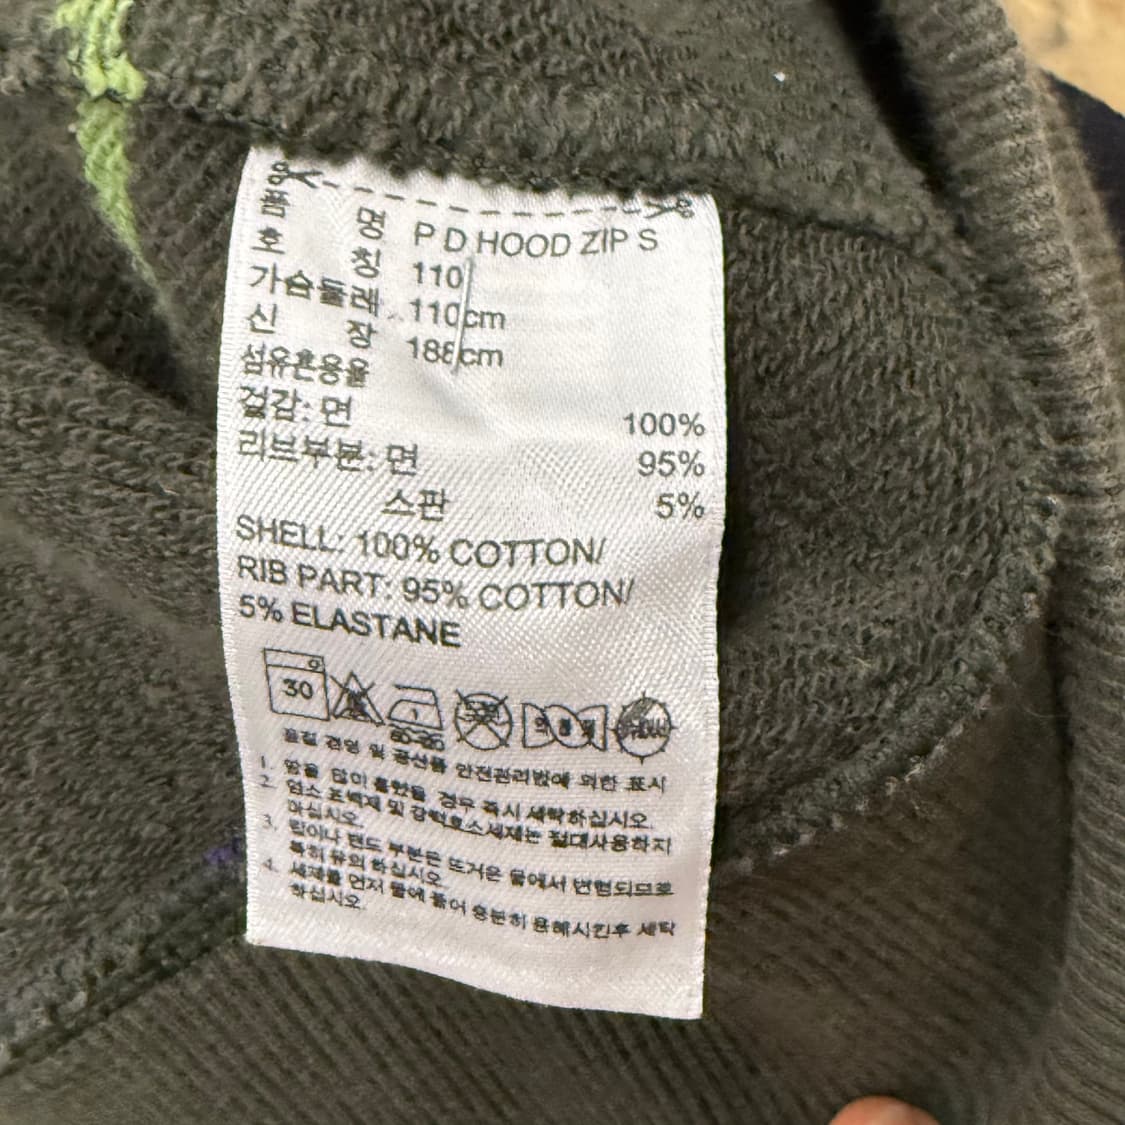 품 명 P D HOOD ZIP S
호 칭 110
가슴둘레 110cm
신 장 188cm
섬유혼용율
겉감: 면 100%
리브부분: 면 95%
스판 5%
SHELL: 100% COTTON/
RIB PART: 95% COTTON/
5% ELASTANE
30
품질 경영 및 공산품 안전관리법에 의한 표시
1. 땀을 많이 흘렸을 경우 즉시 세탁하십시오.
2. 염소 표백제 및 강력효소세제는 절대사용하지
마십시오.
3. 립이나 밴드 부분은 뜨거운 물에서 변형되므로
특히 유의 하십시오.
4. 세제를 먼저 물에 풀어 충분히 용해시킨후 세탁
하십시오.